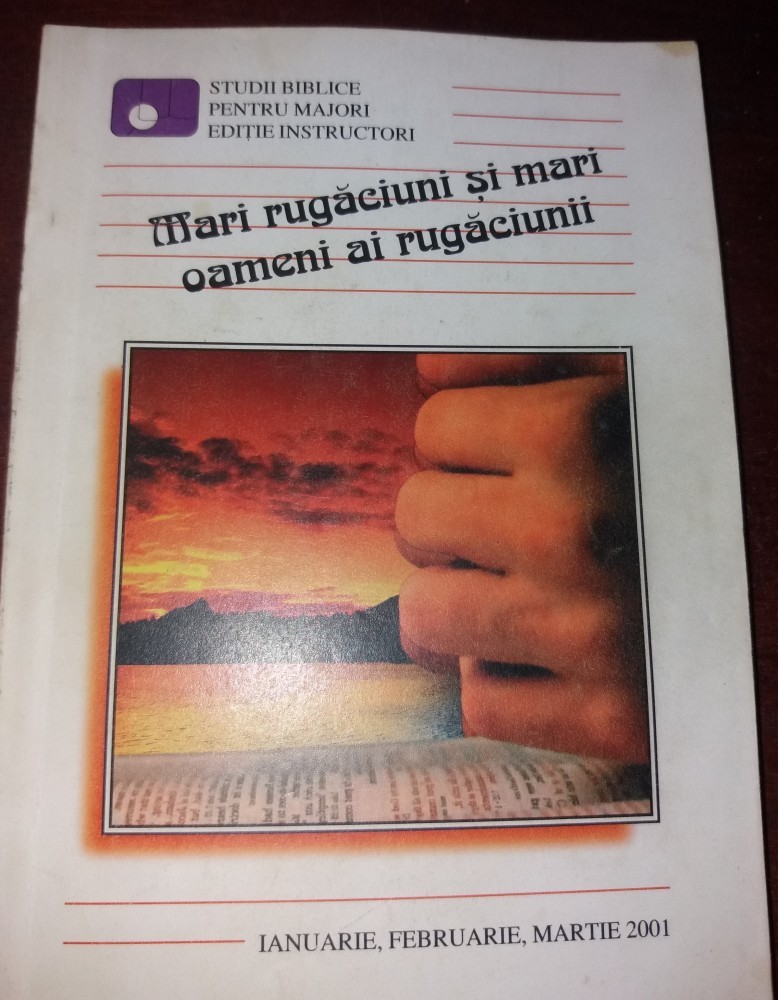 STUDII BIBLICE
PENTRU MAJORI
EDIȚIE INSTRUCTORI
Mari rugăciuni și mari
oameni ai rugăciunii
IANUARIE, FEBRUARIE, MARTIE 2001